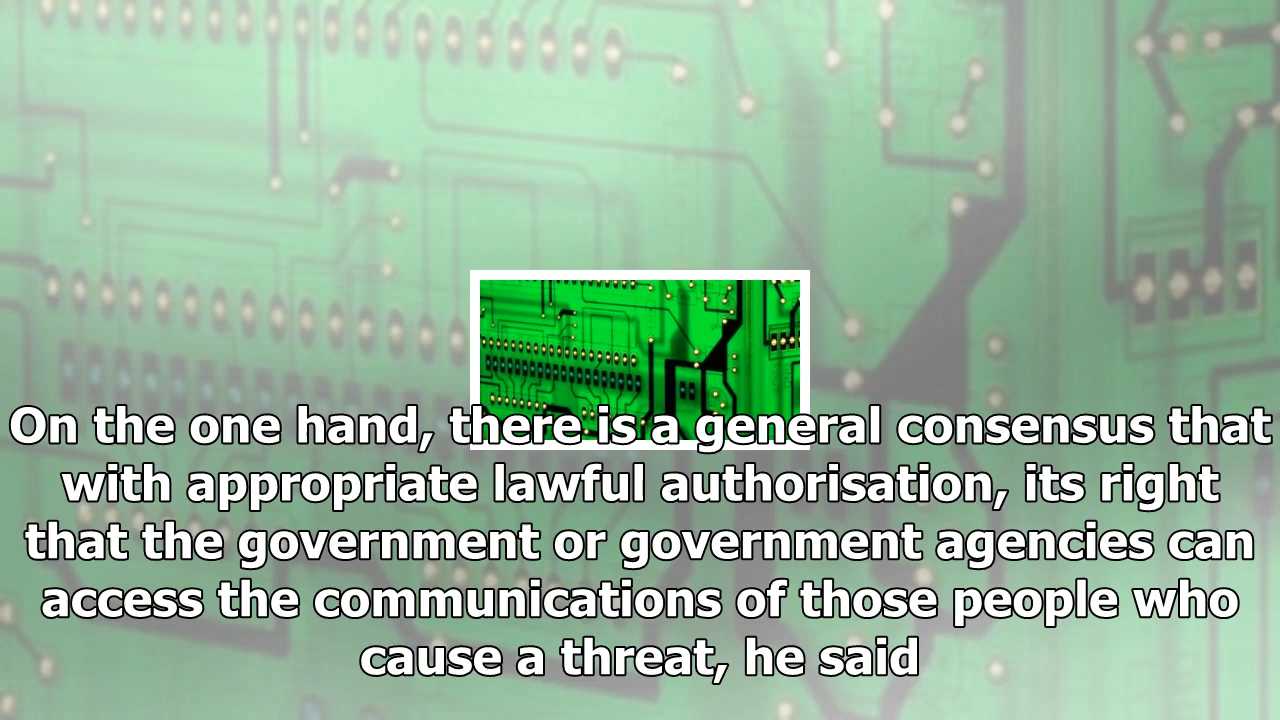 On the one hand, there is a general consensus that
with appropriate lawful authorisation, its right
that the government or government agencies can
access the communications of those people who
cause a threat, he said